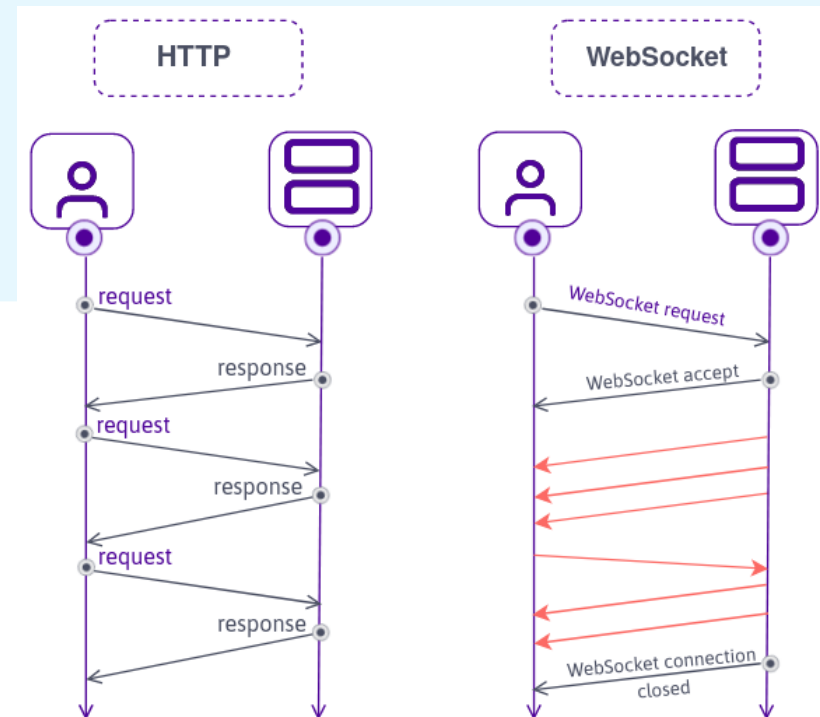 HTTP
WebSocket
request
response
request
response
request
response
WebSocket request
WebSocket accept
WebSocket connection
closed